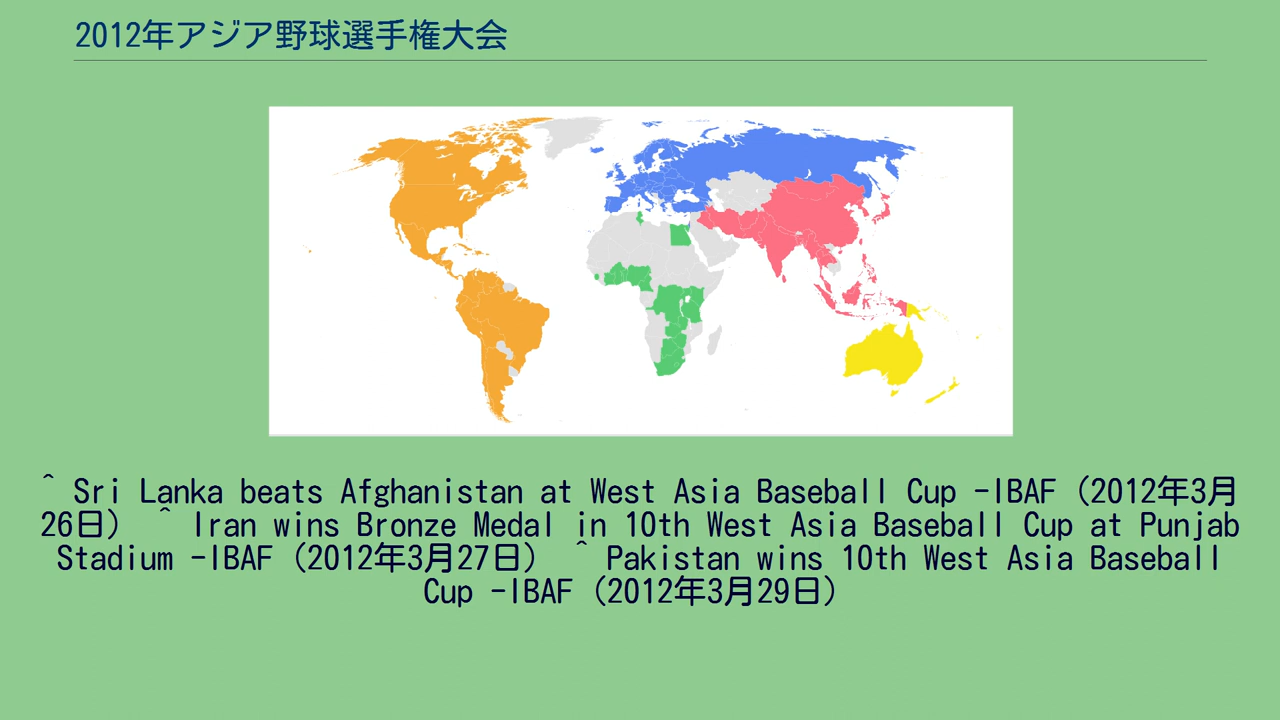 2012年アジア野球選手権大会
^ Sri Lanka beats Afghanistan at West Asia Baseball Cup -IBAF（2012年3月
26日） ^ Iran wins Bronze Medal in 10th West Asia Baseball Cup at Punjab
Stadium -IBAF（2012年3月27日） ^ Pakistan wins 10th West Asia Baseball
Cup -IBAF（2012年3月29日）